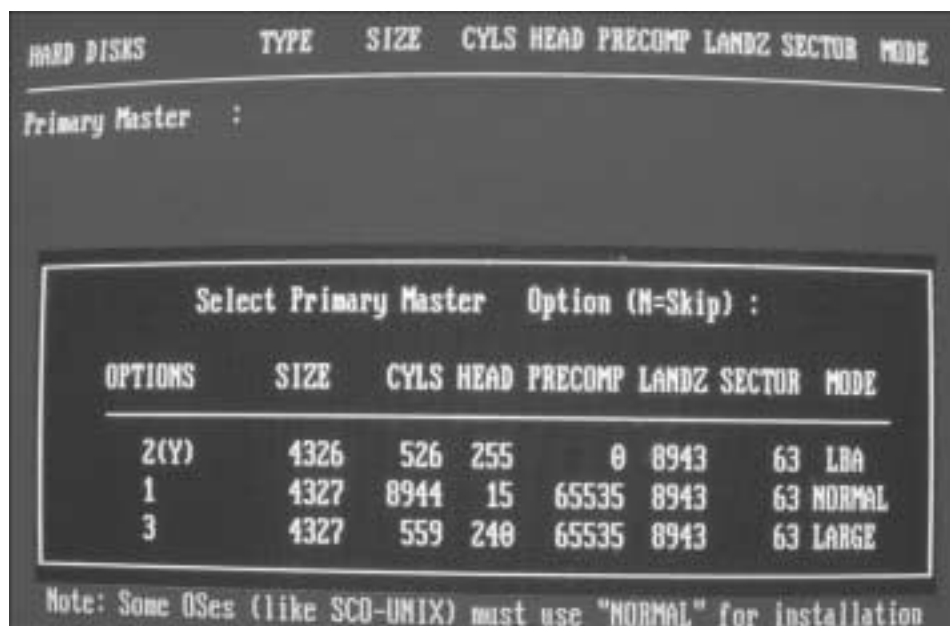 HARD DISKS TYPE SIZE CYLS HEAD PRECOMP LANDZ SECTOR MODE
Primary Master :
Select Primary Master Option (N=Skip) :
OPTIONS SIZE CYLS HEAD PRECOMP LANDZ SECTOR MODE
2(Y) 4326 526 255 0 8943 63 LBA
1 4327 8944 15 65535 8943 63 NORMAL
3 4327 559 240 65535 8943 63 LARGE
Note: Some OSes (like SCO-UNIX) must use "NORMAL" for installation